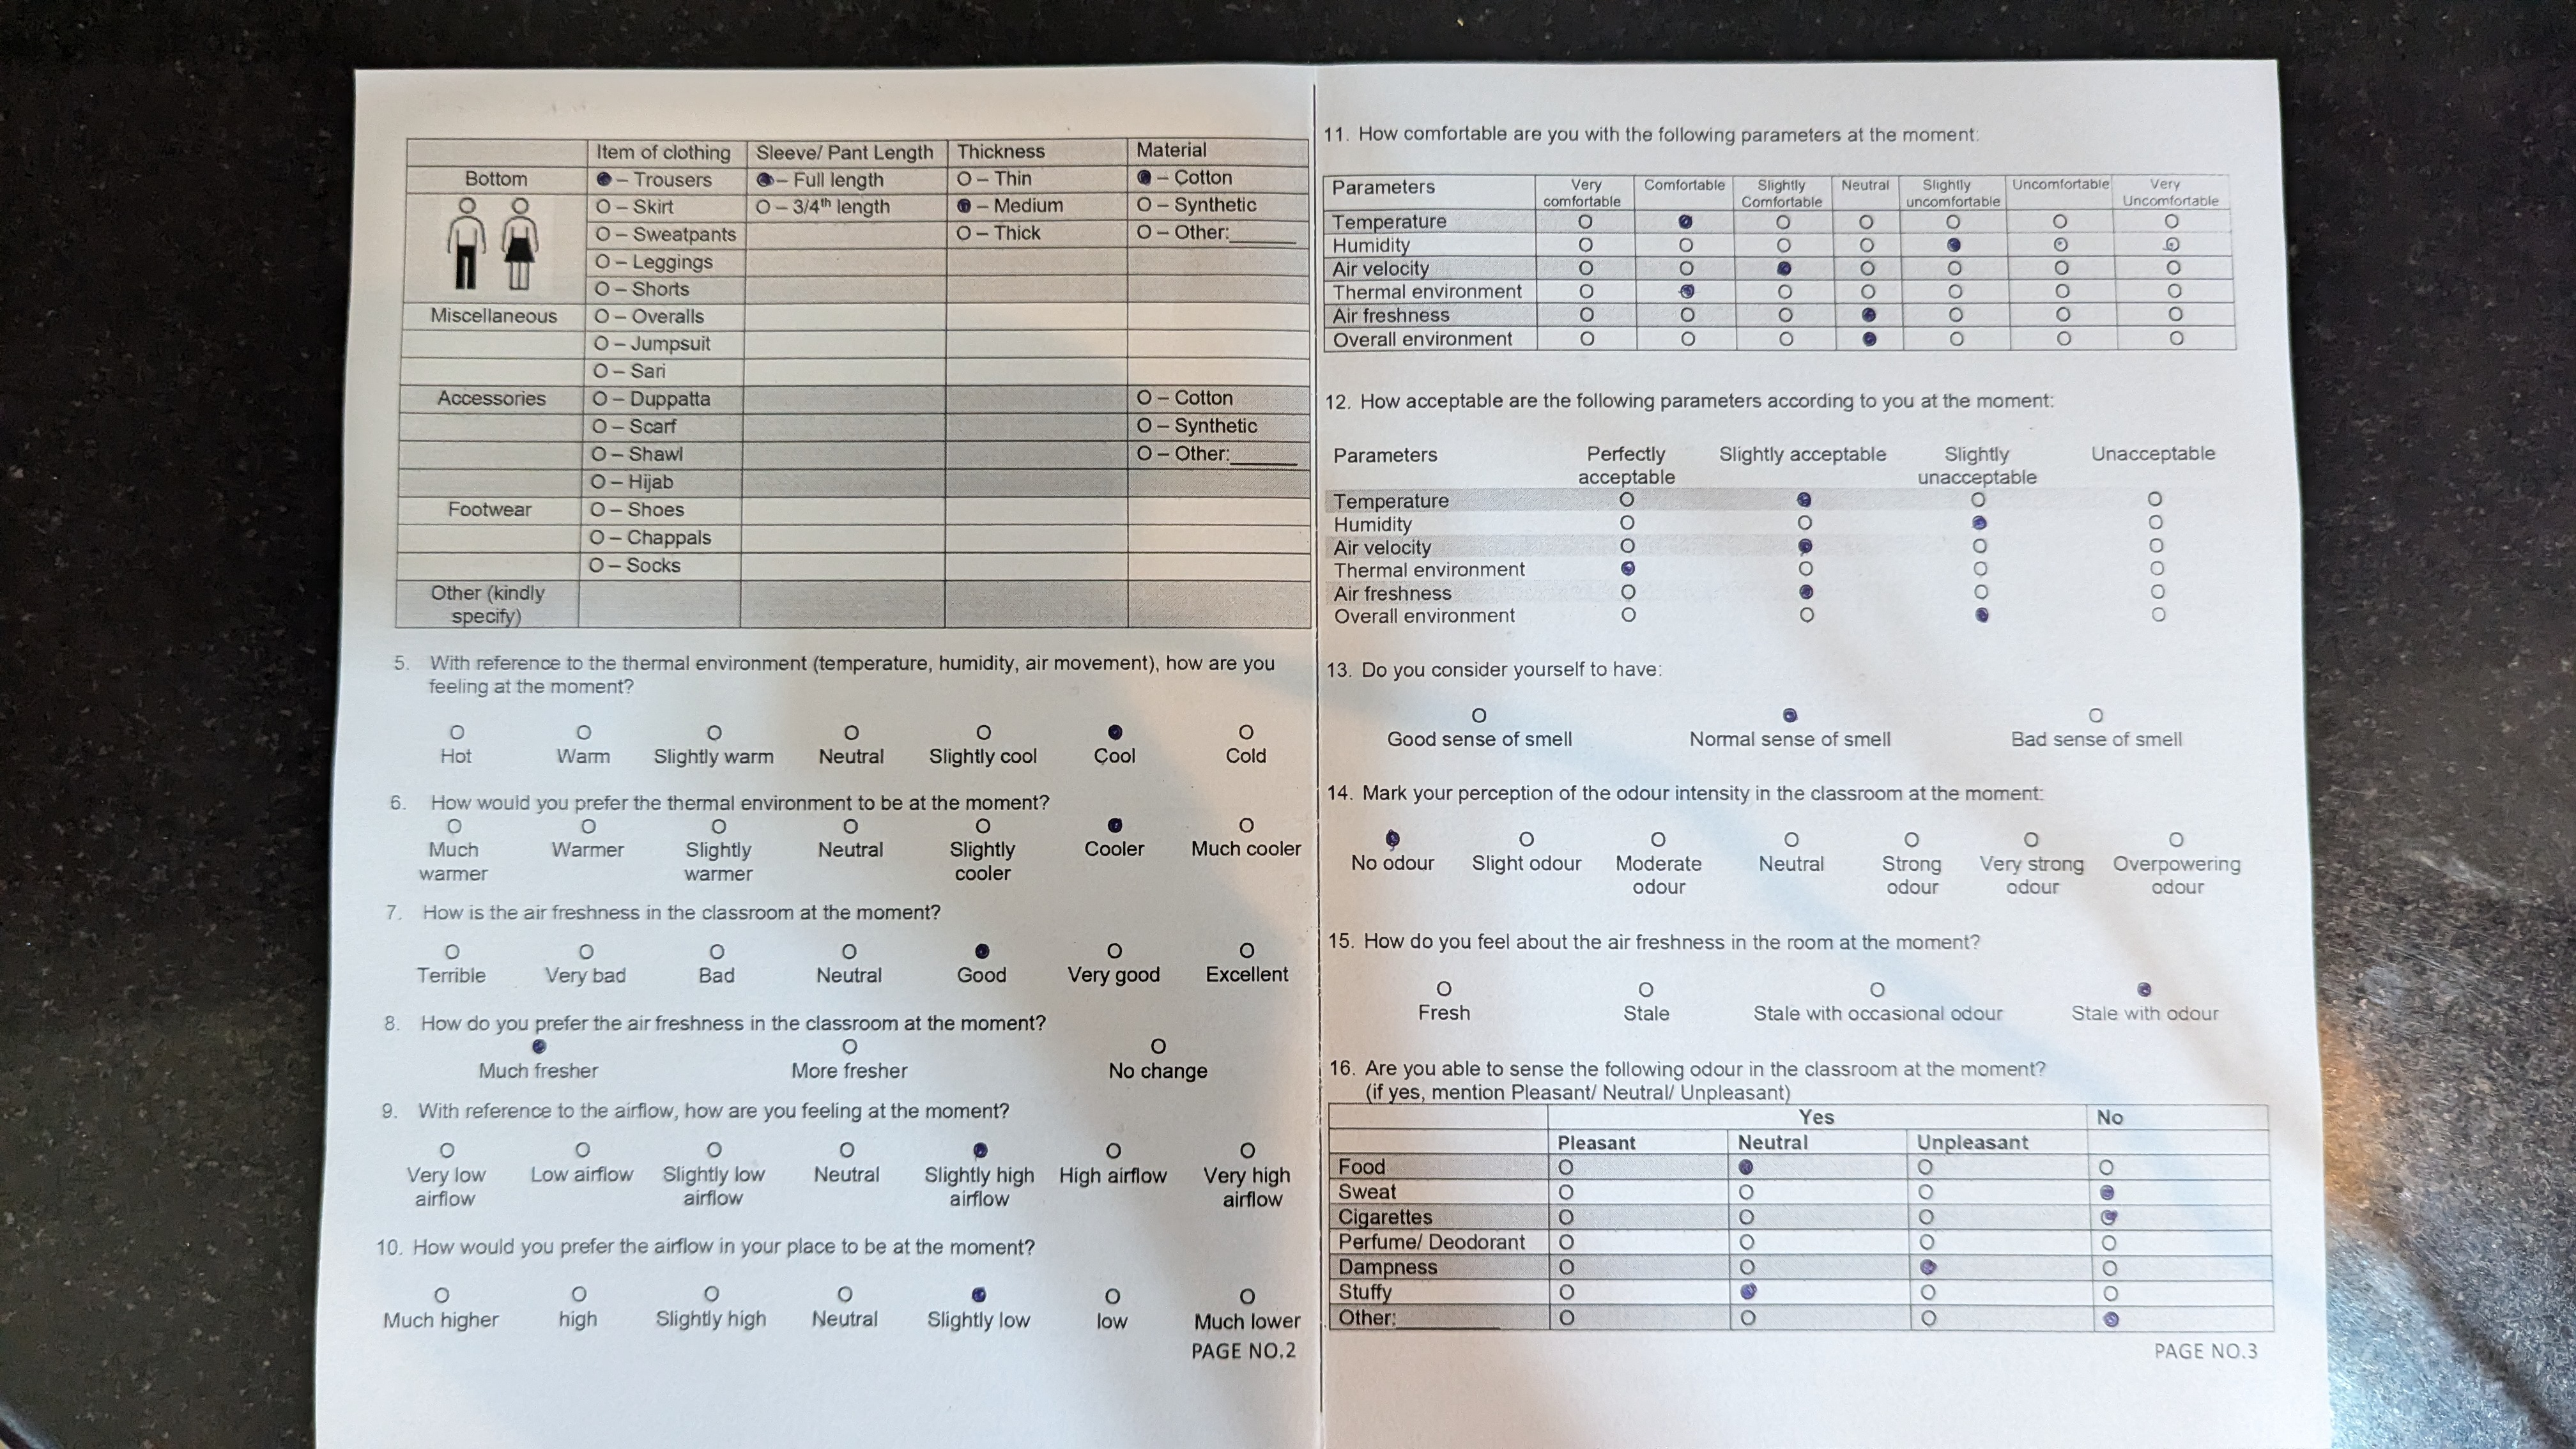 Item of clothing Sleeve/ Pant Length Thickness Material
Bottom ● – Trousers ● – Full length O – Thin ● – Cotton
O – Skirt O – 3/4th length ● – Medium O – Synthetic
O – Sweatpants O – Thick O – Other:______
O – Leggings
O – Shorts
Miscellaneous O – Overalls
O – Jumpsuit
O – Sari
Accessories O – Duppatta O – Cotton
O – Scarf O – Synthetic
O – Shawl O – Other:______
O – Hijab
Footwear O – Shoes
O – Chappals
O – Socks
Other (kindly
specify)
5. With reference to the thermal environment (temperature, humidity, air movement), how are you
feeling at the moment?
O O O O O ● O
Hot Warm Slightly warm Neutral Slightly cool Cool Cold
6. How would you prefer the thermal environment to be at the moment?
O O O O O ● O
Much Warmer Slightly Neutral Slightly Cooler Much cooler
warmer warmer cooler
7. How is the air freshness in the classroom at the moment?
O O O O ● O O
Terrible Very bad Bad Neutral Good Very good Excellent
8. How do you prefer the air freshness in the classroom at the moment?
● O O
Much fresher More fresher No change
9. With reference to the airflow, how are you feeling at the moment?
O O O O ● O O
Very low Low airflow Slightly low Neutral Slightly high High airflow Very high
airflow airflow airflow airflow
10. How would you prefer the airflow in your place to be at the moment?
O O O O ● O O
Much higher high Slightly high Neutral Slightly low low Much lower
PAGE NO.2
11. How comfortable are you with the following parameters at the moment:
Parameters Very Comfortable Slightly Neutral Slightly Uncomfortable Very
comfortable Comfortable uncomfortable Uncomfortable
Temperature O ● O O O O O
Humidity O O O O ● O O
Air velocity O O ● O O O O
Thermal environment O ● O O O O O
Air freshness O O O ● O O O
Overall environment O O O ● O O O
12. How acceptable are the following parameters according to you at the moment:
Parameters Perfectly Slightly acceptable Slightly Unacceptable
acceptable unacceptable
Temperature O ● O O
Humidity O O ● O
Air velocity O ● O O
Thermal environment ● O O O
Air freshness O ● O O
Overall environment O O ● O
13. Do you consider yourself to have:
O ● O
Good sense of smell Normal sense of smell Bad sense of smell
14. Mark your perception of the odour intensity in the classroom at the moment:
● O O O O O O
No odour Slight odour Moderate Neutral Strong Very strong Overpowering
odour odour odour odour
15. How do you feel about the air freshness in the room at the moment?
O O O ●
Fresh Stale Stale with occasional odour Stale with odour
16. Are you able to sense the following odour in the classroom at the moment?
(if yes, mention Pleasant/ Neutral/ Unpleasant)
Yes No
Pleasant Neutral Unpleasant
Food O ● O O
Sweat O O O ●
Cigarettes O O O ●
Perfume/ Deodorant O O O O
Dampness O O ● O
Stuffy O ● O O
Other:__________ O O O ●
PAGE NO.3